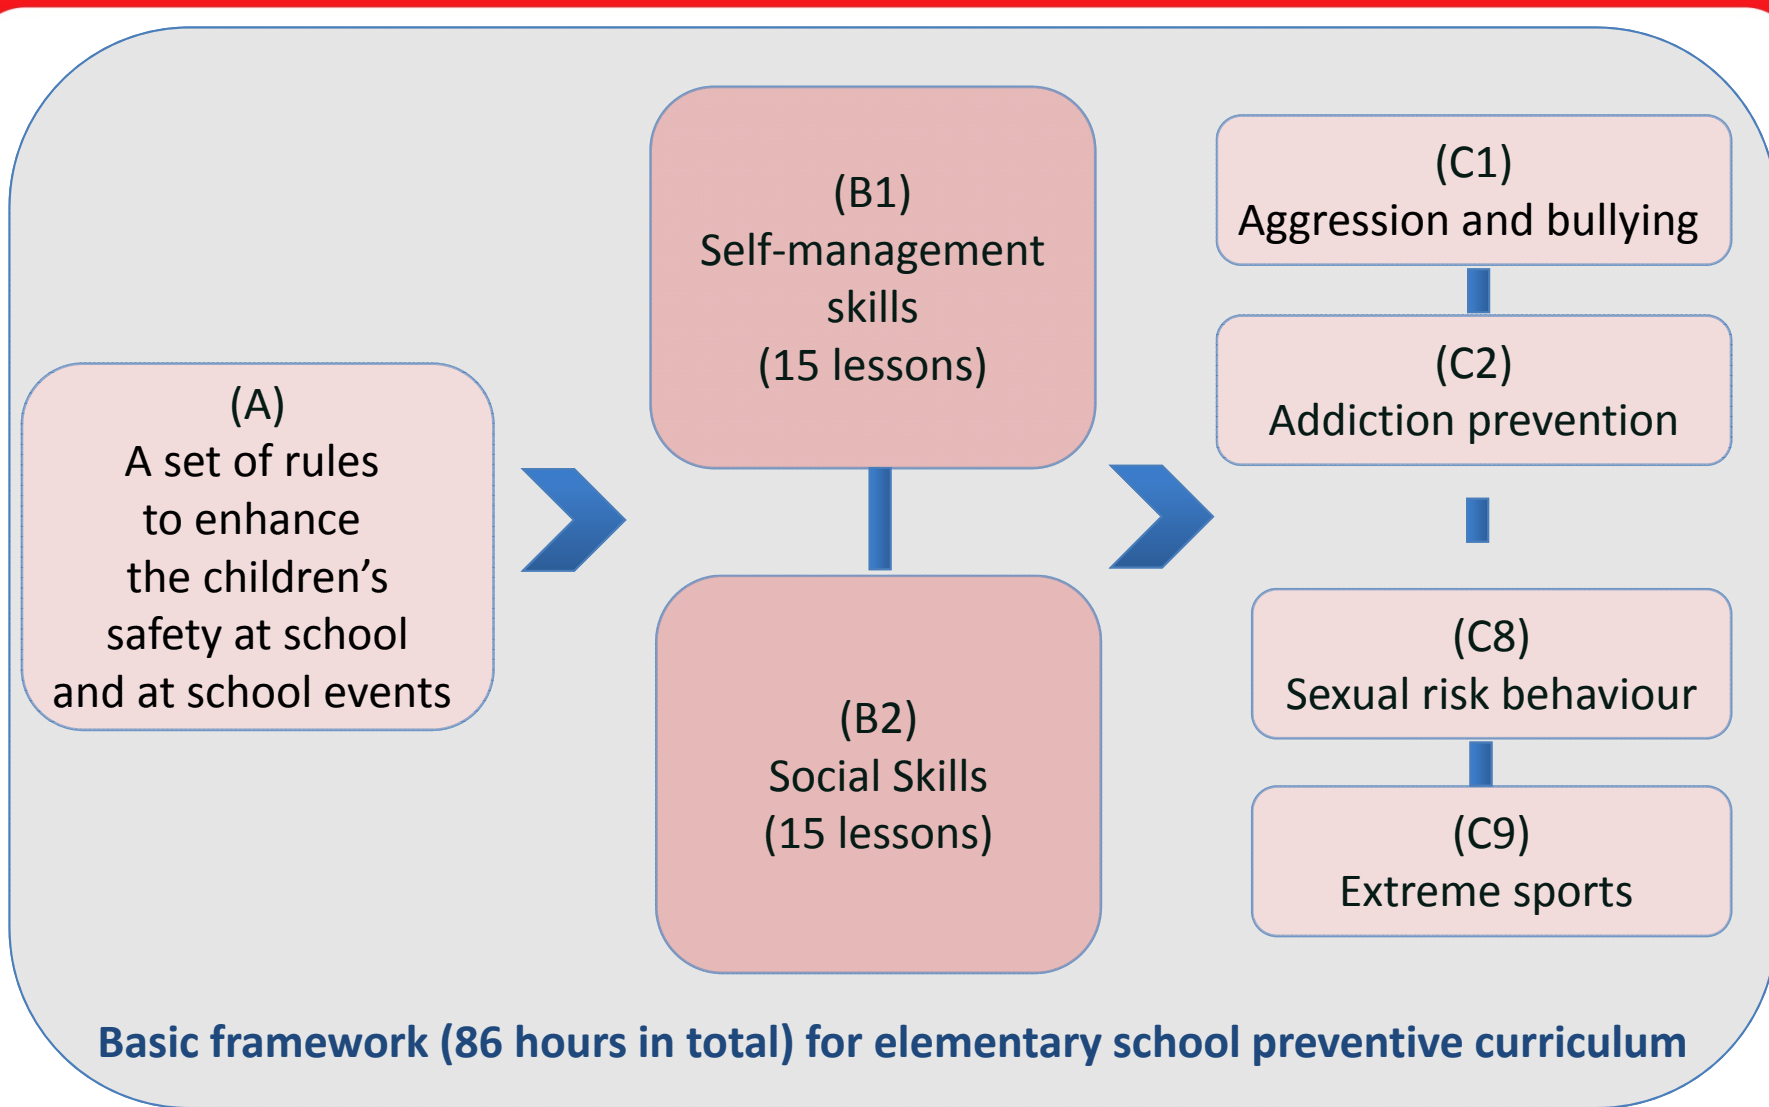 (A)
A set of rules
to enhance
the children’s
safety at school
and at school events
(B1)
Self-management
skills
(15 lessons)
(B2)
Social Skills
(15 lessons)
(C1)
Aggression and bullying
(C2)
Addiction prevention
(C8)
Sexual risk behaviour
(C9)
Extreme sports
Basic framework (86 hours in total) for elementary school preventive curriculum